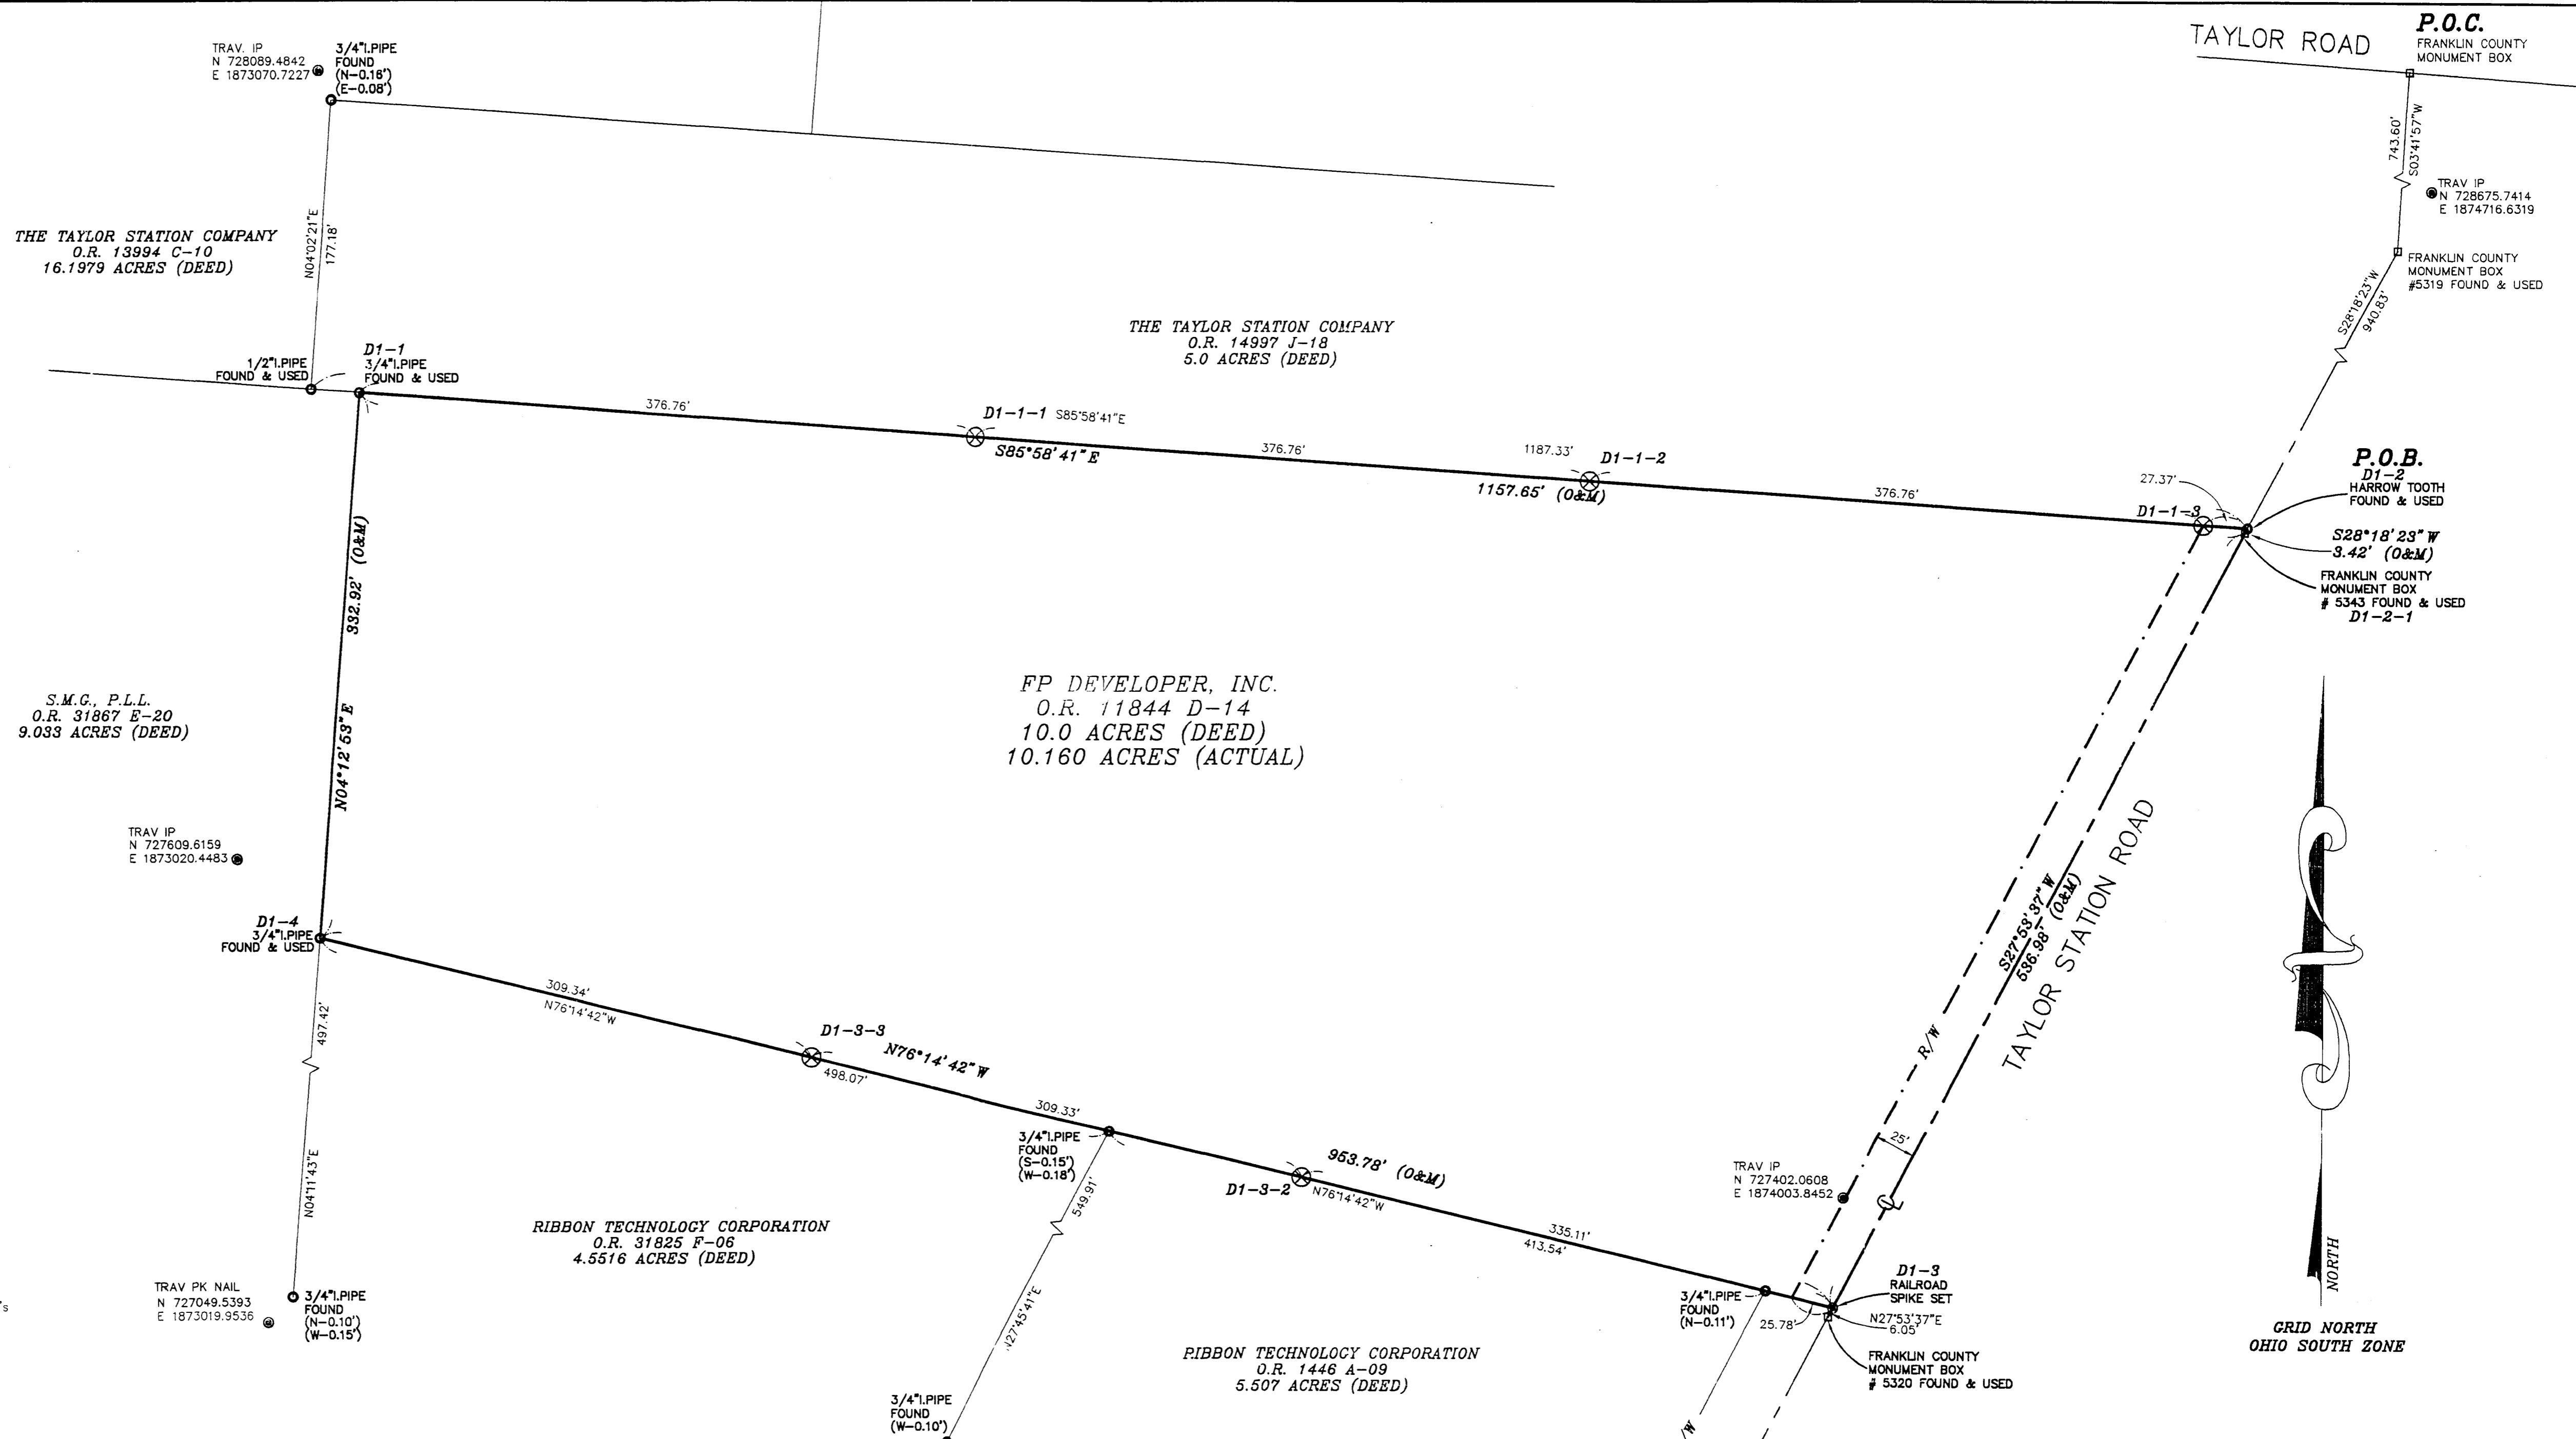 TAYLOR ROAD
P.O.C.
FRANKLIN COUNTY
MONUMENT BOX
743.60'
S03°41'57"W
TRAV IP
N 728675.7414
E 1874716.6319
FRANKLIN COUNTY
MONUMENT BOX
#5319 FOUND & USED
S28°18'23"W
940.83'
TRAV. IP
N 728089.4842
E 1873070.7227
3/4"I.PIPE
FOUND
(N-0.16')
(E-0.08')
N04°02'21"E
177.18'
THE TAYLOR STATION COMPANY
O.R. 13994 C-10
16.1979 ACRES (DEED)
THE TAYLOR STATION COMPANY
O.R. 14997 J-18
5.0 ACRES (DEED)
1/2"I.PIPE
FOUND & USED
D1-1
3/4"I.PIPE
FOUND & USED
376.76'
D1-1-1
S85°58'41"E
S85°58'41"E
376.76'
1187.33'
D1-1-2
1157.65' (O&M)
376.76'
27.37'
D1-1-3
P.O.B.
D1-2
HARROW TOOTH
FOUND & USED
S28°18'23"W
3.42' (O&M)
FRANKLIN COUNTY
MONUMENT BOX
# 5343 FOUND & USED
D1-2-1
332.92' (O&M)
N04°12'53"E
S.M.G., P.L.L.
O.R. 31867 E-20
9.033 ACRES (DEED)
FP DEVELOPER, INC.
O.R. 11844 D-14
10.0 ACRES (DEED)
10.160 ACRES (ACTUAL)
TRAV IP
N 727609.6159
E 1873020.4483
D1-4
3/4"I.PIPE
FOUND & USED
S27°53'37"W
536.98' (O&M)
TAYLOR STATION ROAD
R/W
25'
309.34'
N76°14'42"W
D1-3-3
N76°14'42"W
498.07'
309.33'
3/4"I.PIPE
FOUND
(S-0.15')
(W-0.18')
953.78' (O&M)
D1-3-2
N76°14'42"W
335.11'
413.54'
TRAV IP
N 727402.0608
E 1874003.8452
497.42'
N04°11'43"E
549.91'
N27°45'41"E
RIBBON TECHNOLOGY CORPORATION
O.R. 31825 F-06
4.5516 ACRES (DEED)
TRAV PK NAIL
N 727049.5393
E 1873019.9536
3/4"I.PIPE
FOUND
(N-0.10')
(W-0.15')
3/4"I.PIPE
FOUND
(N-0.11')
25.78'
D1-3
RAILROAD
SPIKE SET
N27°53'37"E
6.05'
FRANKLIN COUNTY
MONUMENT BOX
# 5320 FOUND & USED
RIBBON TECHNOLOGY CORPORATION
O.R. 1446 A-09
5.507 ACRES (DEED)
3/4"I.PIPE
FOUND
(W-0.10')
/W
NORTH
GRID NORTH
OHIO SOUTH ZONE